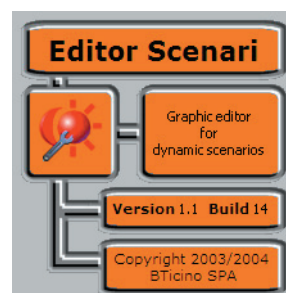 Editor Scenari
Graphic editor
for
dynamic scenarios
Version 1.1 Build 14
Copyright 2003/2004
BTicino SPA